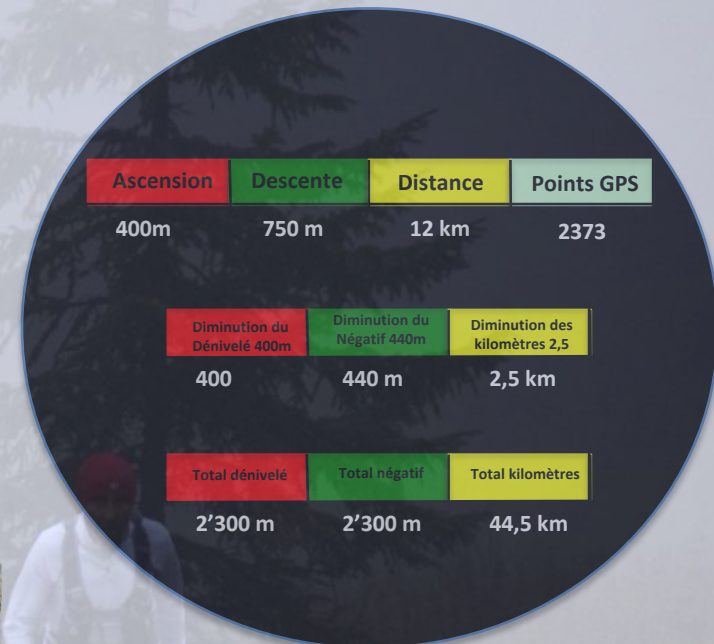 Ascension Descente Distance Points GPS
400m 750 m 12 km 2373
Diminution du Dénivelé 400m Diminution du Négatif 440m Diminution des kilomètres 2,5
400 440 m 2,5 km
Total dénivelé Total négatif Total kilomètres
2’300 m 2’300 m 44,5 km